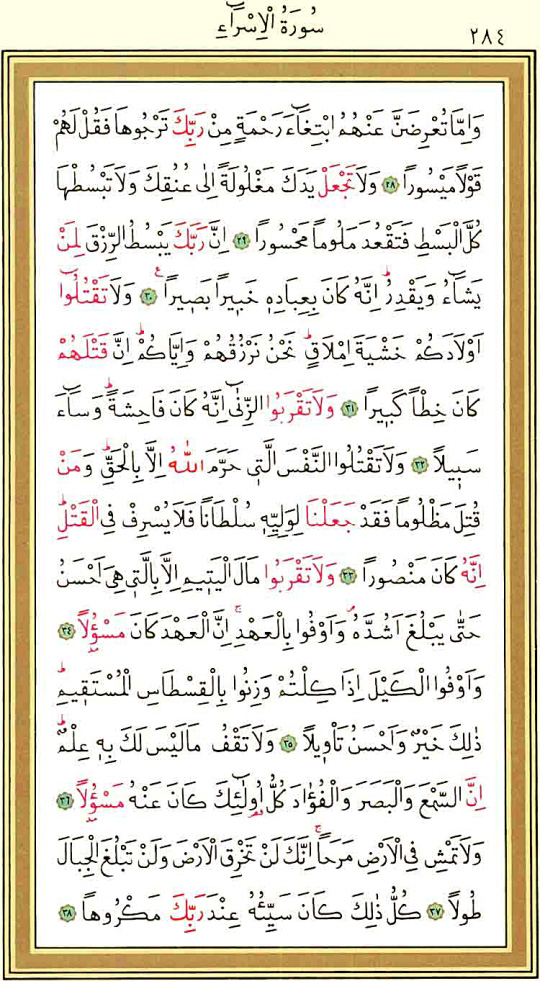 سُورَةُ الْاِسْرَٓاءِ
٢٨٤
وَاِمَّا تُعْرِضَنَّ عَنْهُمُ ابْتِغَٓاءَ رَحْمَةٍ مِنْ رَبِّكَ تَرْجُوهَا فَقُلْ لَهُمْ
قَوْلًا مَيْسُورًا ﴿٢٨﴾ وَلَا تَجْعَلْ يَدَكَ مَغْلُولَةً اِلٰى عُنُقِكَ وَلَا تَبْسُطْهَا
كُلَّ الْبَسْطِ فَتَقْعُدَ مَلُومًا مَحْسُورًا ﴿٢٩﴾ اِنَّ رَبَّكَ يَبْسُطُ الرِّزْقَ لِمَنْ
يَشَٓاءُ وَيَقْدِرُۜ اِنَّهُ كَانَ بِعِبَادِهِ خَبِيرًا بَصِيرًا۟ ﴿٣٠﴾ وَلَا تَقْتُلُٓوا
اَوْلَادَكُمْ خَشْيَةَ اِمْلَاقٍۜ نَحْنُ نَرْزُقُهُمْ وَاِيَّاكُمْۜ اِنَّ قَتْلَهُمْ
كَانَ خِطْـًٔا كَبِيرًا ﴿٣١﴾ وَلَا تَقْرَبُوا الزِّنٰٓى اِنَّهُ كَانَ فَاحِشَةًۜ وَسَٓاءَ
سَبِيلًا ﴿٣٢﴾ وَلَا تَقْتُلُوا النَّفْسَ الَّتِي حَرَّمَ اللّٰهُ اِلَّا بِالْحَقِّۜ وَمَنْ
قُتِلَ مَظْلُومًا فَقَدْ جَعَلْنَا لِوَلِيِّهِ سُلْطَانًا فَلَا يُسْرِفْ فِي الْقَتْلِۜ
اِنَّهُ كَانَ مَنْصُورًا ﴿٣٣﴾ وَلَا تَقْرَبُوا مَالَ الْيَتِيمِ اِلَّا بِالَّتِي هِيَ اَحْسَنُ
حَتّٰى يَبْلُغَ اَشُدَّهُۖ وَاَوْفُوا بِالْعَهْدِۚ اِنَّ الْعَهْدَ كَانَ مَسْؤُ۫لًا ﴿٣٤﴾
وَاَوْفُوا الْكَيْلَ اِذَا كِلْتُمْ وَزِنُوا بِالْقِسْطَاسِ الْمُسْتَقِيمِۜ
ذٰلِكَ خَيْرٌ وَاَحْسَنُ تَأْوِيلًا ﴿٣٥﴾ وَلَا تَقْفُ مَا لَيْسَ لَكَ بِهِ عِلْمٌۜ
اِنَّ السَّمْعَ وَالْبَصَرَ وَالْفُؤٰادَ كُلُّ اُو۬لٰٓئِكَ كَانَ عَنْهُ مَسْؤُ۫لًا ﴿٣٦﴾
وَلَا تَمْشِ فِي الْاَرْضِ مَرَحًاۚ اِنَّكَ لَنْ تَخْرِقَ الْاَرْضَ وَلَنْ تَبْلُغَ الْجِبَالَ
طُولًا ﴿٣٧﴾ كُلُّ ذٰلِكَ كَانَ سَيِّئُهُ عِنْدَ رَبِّكَ مَكْرُوهًا ﴿٣٨﴾